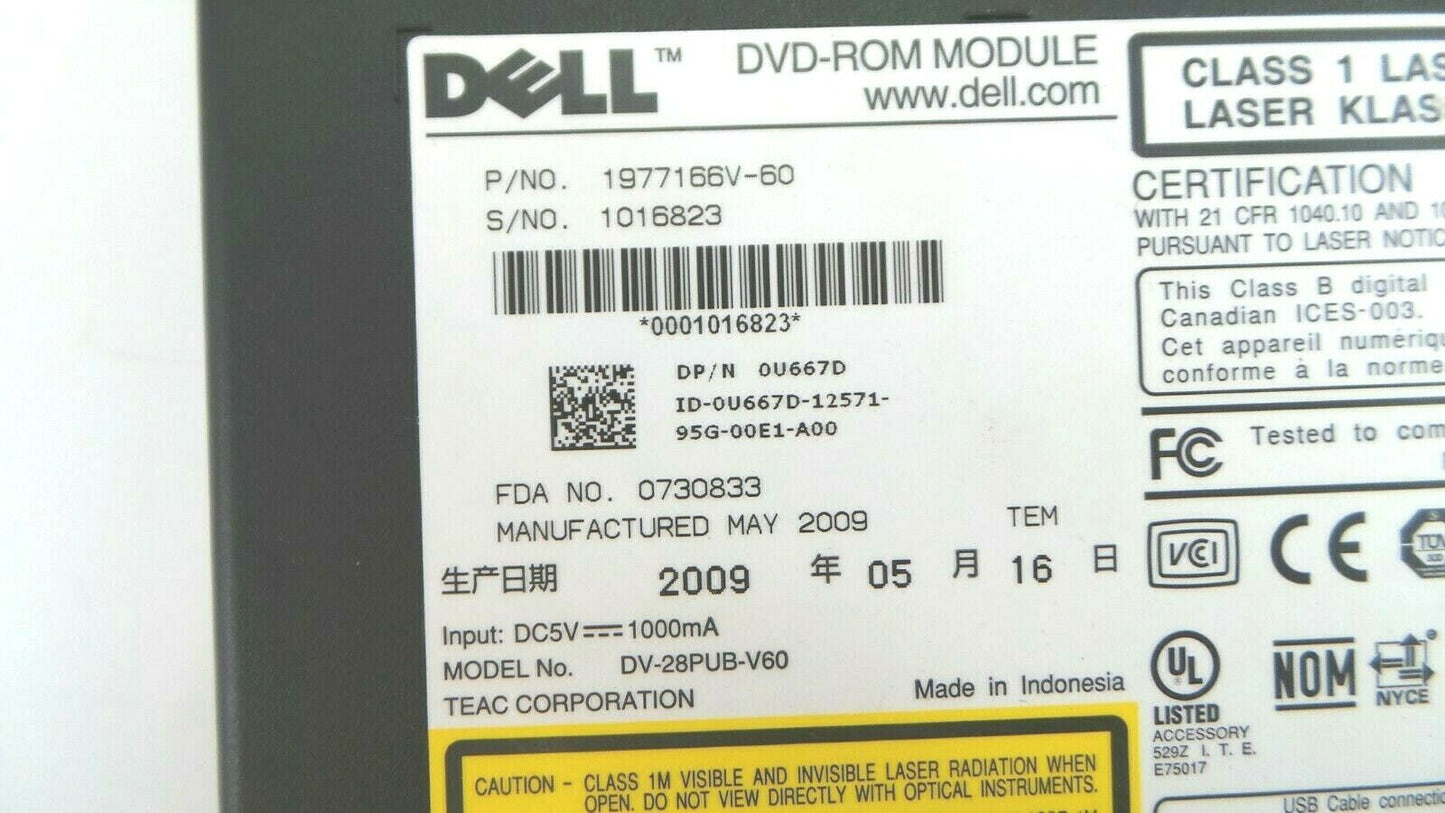 DELL™ DVD-ROM MODULE
www.dell.com
P/NO. 1977166V-60
S/NO. 1016823
*0001016823*
DP/N 0U667D
ID-0U667D-12571-
95G-00E1-A00
FDA NO. 0730833
MANUFACTURED MAY 2009 TEM
生产日期 2009 年 05 月 16 日
Input: DC5V 1000mA
MODEL No. DV-28PUB-V60
TEAC CORPORATION Made in Indonesia
CAUTION - CLASS 1M VISIBLE AND INVISIBLE LASER RADIATION WHEN
OPEN. DO NOT VIEW DIRECTLY WITH OPTICAL INSTRUMENTS.
CLASS 1
LASER
CERTIFICATION
WITH 21 CFR 1040.10 AND
PURSUANT TO LASER
This Class B digital
Canadian ICES-003.
Cet appareil
conforme à la norme
FC Tested to
VCCI CE TÜV
UL
LISTED
ACCESSORY
529Z I. T. E.
E75017
NOM NYCE
USB Cable